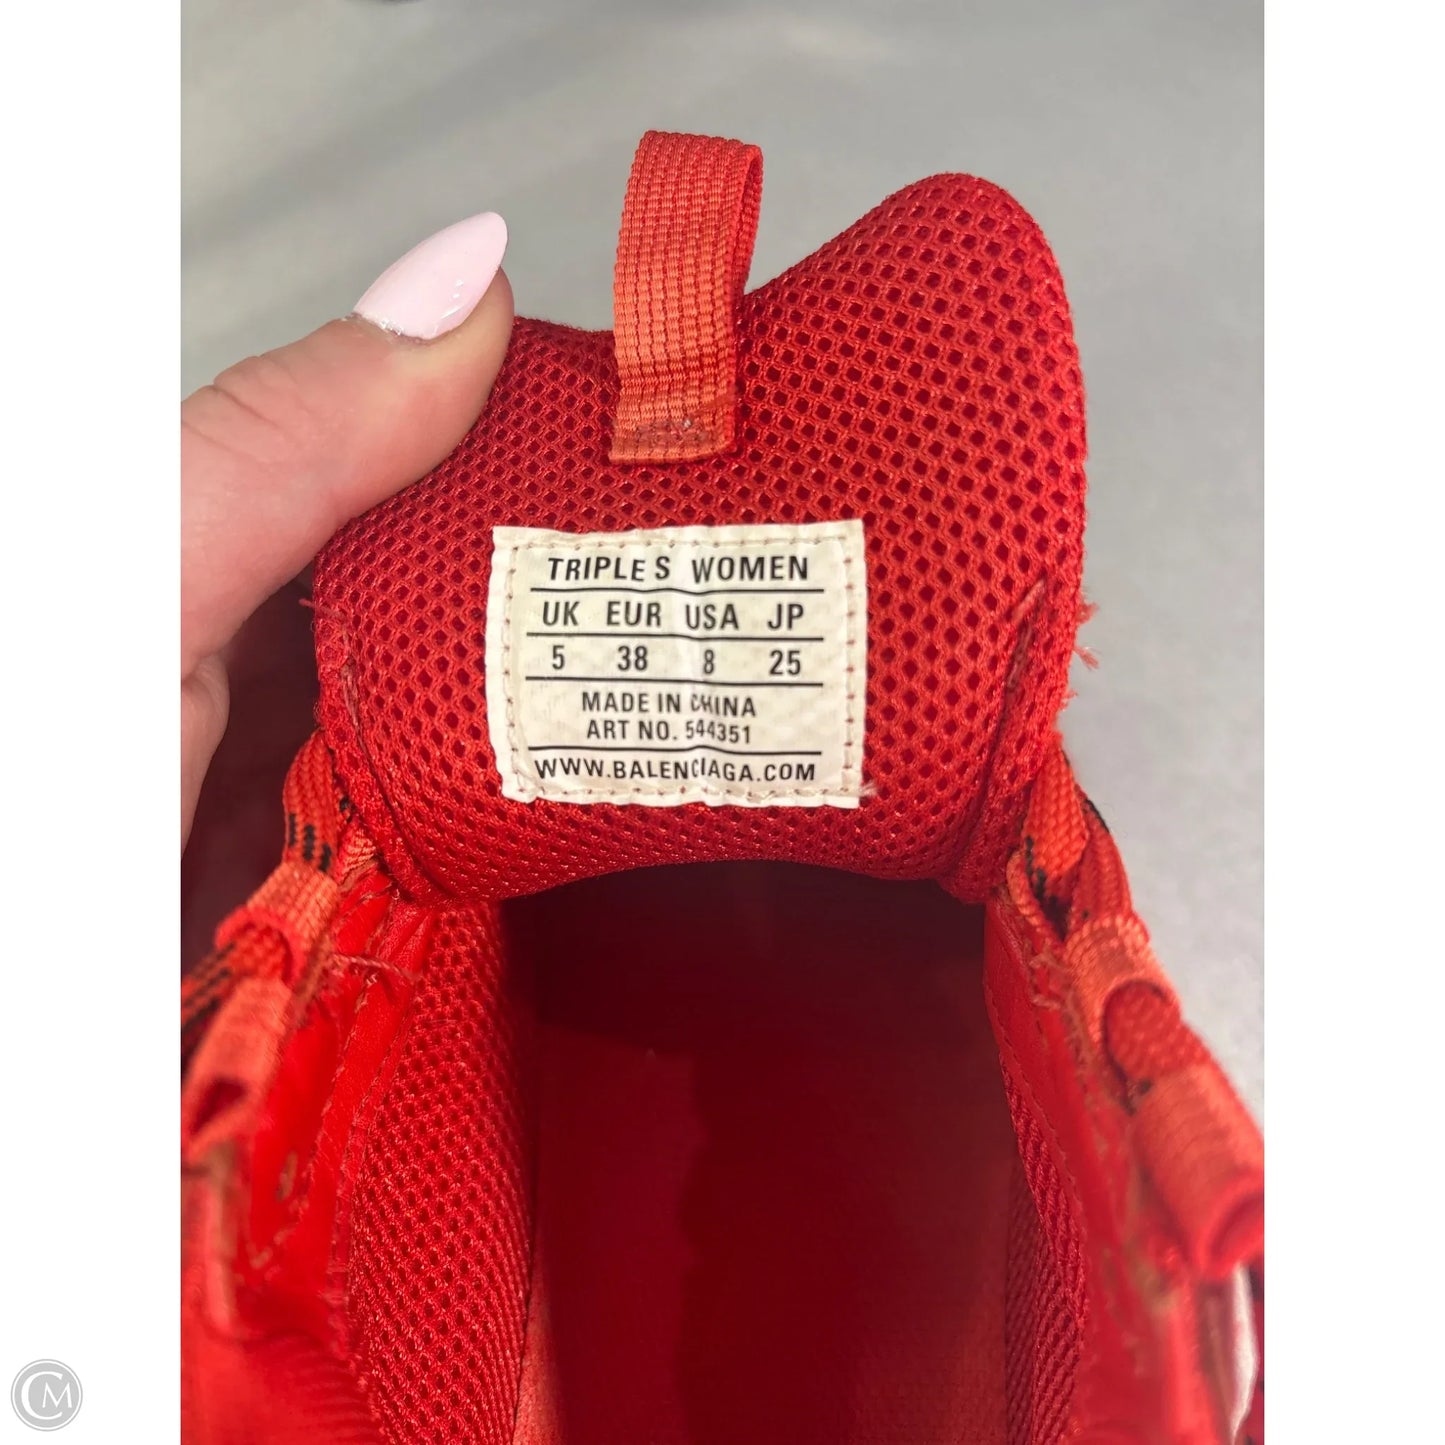 TRIPLE S WOMEN
UK EUR USA JP
5 38 8 25
MADE IN CHINA
ART NO. 544351
WWW.BALENCIAGA.COM
CM